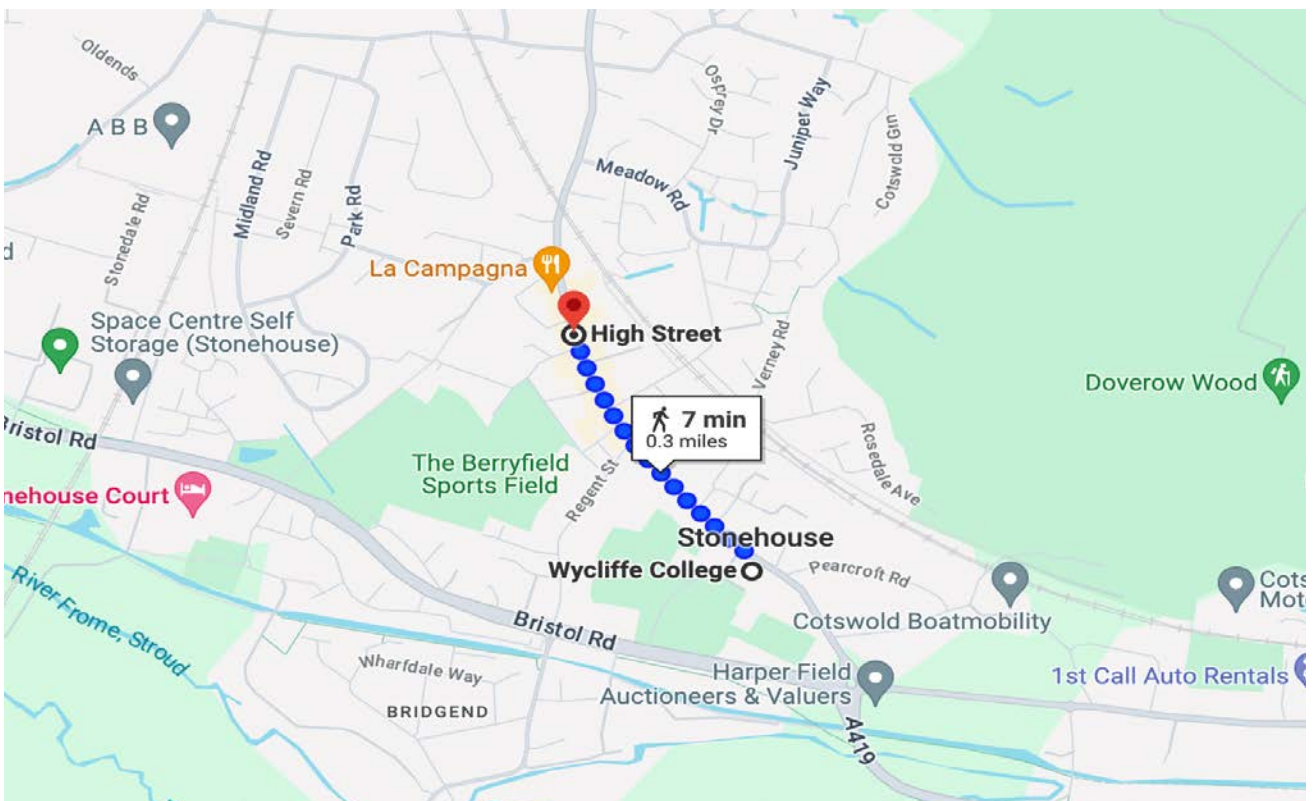 Oldends
A B B
Stonedale Rd
Midland Rd
Severn Rd
Park Rd
Osprey Dr
Juniper Way
Meadow Rd
Cotswold Grn
d
La Campagna
Space Centre Self
Storage (Stonehouse)
High Street
Verney Rd
Doverow Wood
7 min
0.3 miles
Bristol Rd
The Berryfield
Sports Field
Regent St
Rosedale Ave
nehouse Court
Stonehouse
Wycliffe College
Pearcroft Rd
Cotswold Boatmobility
Cots
Mot
River Frome, Stroud
Bristol Rd
Wharfdale Way
BRIDGEND
Harper Field
Auctioneers & Valuers
1st Call Auto Rentals
A419